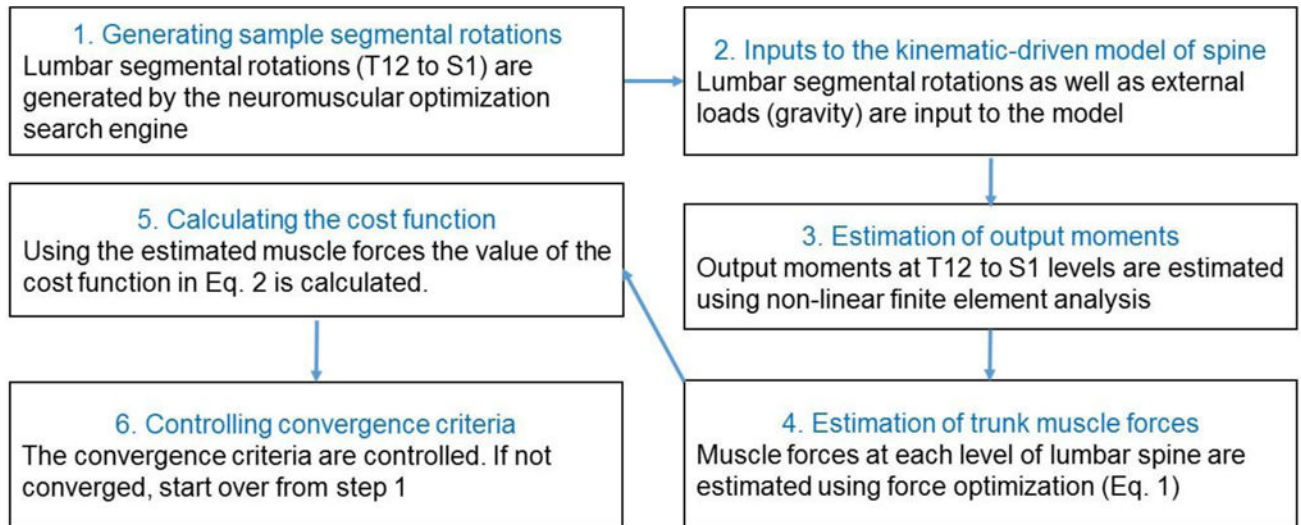 1. Generating sample segmental rotations
Lumbar segmental rotations (T12 to S1) are
generated by the neuromuscular optimization
search engine
2. Inputs to the kinematic-driven model of spine
Lumbar segmental rotations as well as external
loads (gravity) are input to the model
3. Estimation of output moments
Output moments at T12 to S1 levels are estimated
using non-linear finite element analysis
4. Estimation of trunk muscle forces
Muscle forces at each level of lumbar spine are
estimated using force optimization (Eq. 1)
5. Calculating the cost function
Using the estimated muscle forces the value of the
cost function in Eq. 2 is calculated.
6. Controlling convergence criteria
The convergence criteria are controlled. If not
converged, start over from step 1